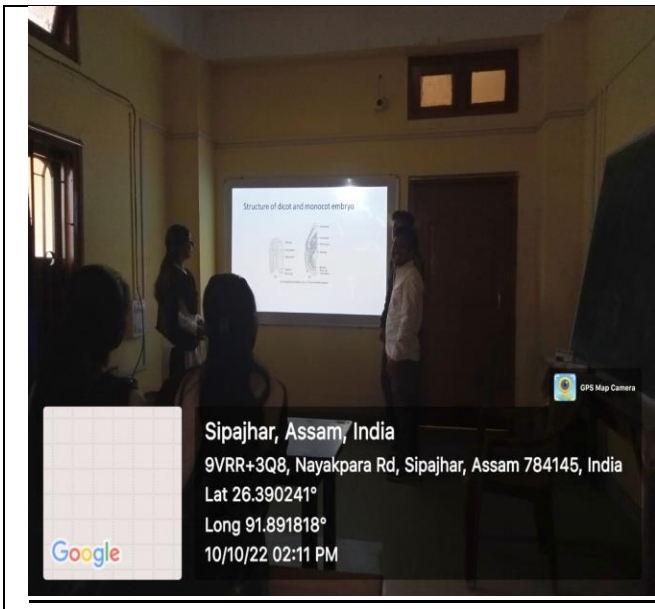 Structure of dicot and monocot embryo
GPS Map Camera
Sipajhar, Assam, India
9VRR+3Q8, Nayakpara Rd, Sipajhar, Assam 784145, India
Lat 26.390241°
Long 91.891818°
10/10/22 02:11 PM
Google